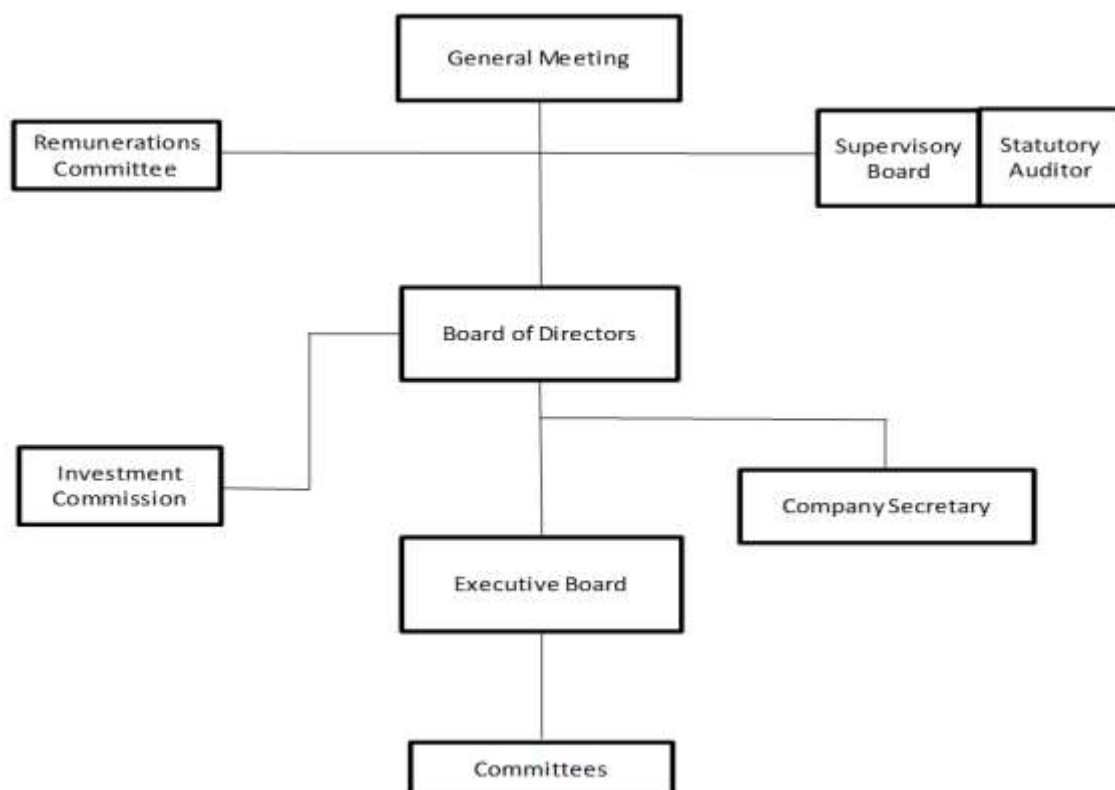 General Meeting
Remunerations
Committee
Supervisory
Board
Statutory
Auditor
Board of Directors
Investment
Commission
Company Secretary
Executive Board
Committees